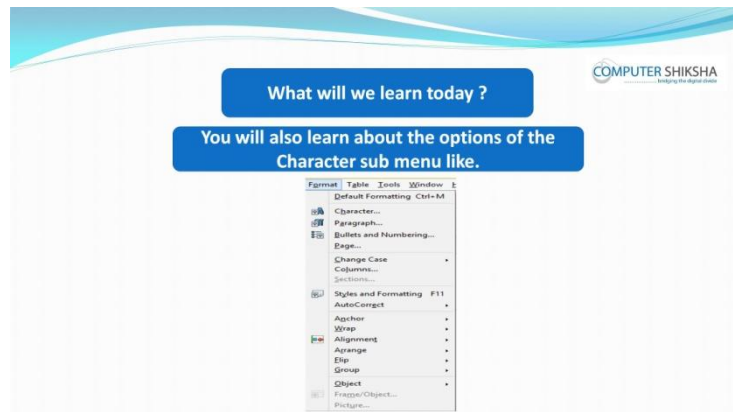 COMPUTER SHIKSHA
bridging the digital divide
What will we learn today ?
You will also learn about the options of the
Character sub menu like.
Format Table Tools Window
Default Formatting Ctrl+M
Character...
Paragraph...
Bullets and Numbering...
Page...
Change Case
Columns...
Sections...
Styles and Formatting F11
AutoCorrect
Anchor
Wrap
Alignment
Arrange
Flip
Group
Object
Frame/Object...
Picture...